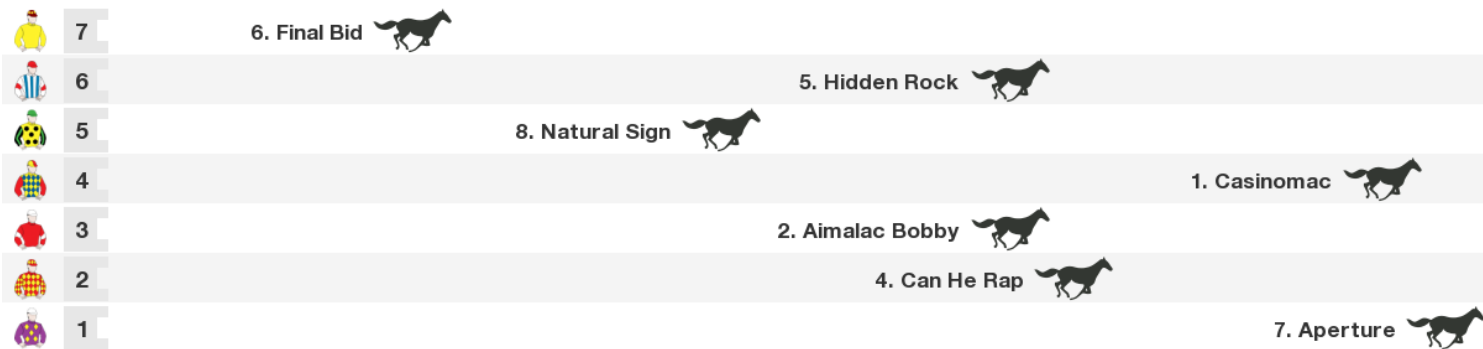 7 6. Final Bid
6 5. Hidden Rock
5 8. Natural Sign
4 1. Casinomac
3 2. Aimalac Bobby
2 4. Can He Rap
1 7. Aperture